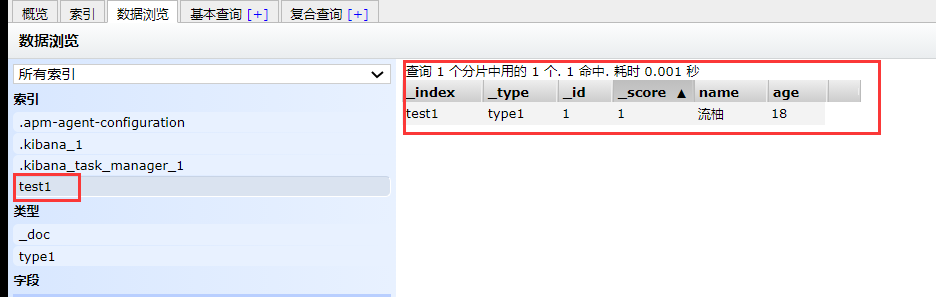 概览 索引 数据浏览 基本查询 [+] 复合查询 [+]
数据浏览
所有索引
索引
.apm-agent-configuration
.kibana_1
.kibana_task_manager_1
test1
类型
_doc
type1
字段
查询 1 个分片中用的 1 个. 1 命中. 耗时 0.001 秒
_index _type _id _score ▲ name age
test1 type1 1 1 流柚 18